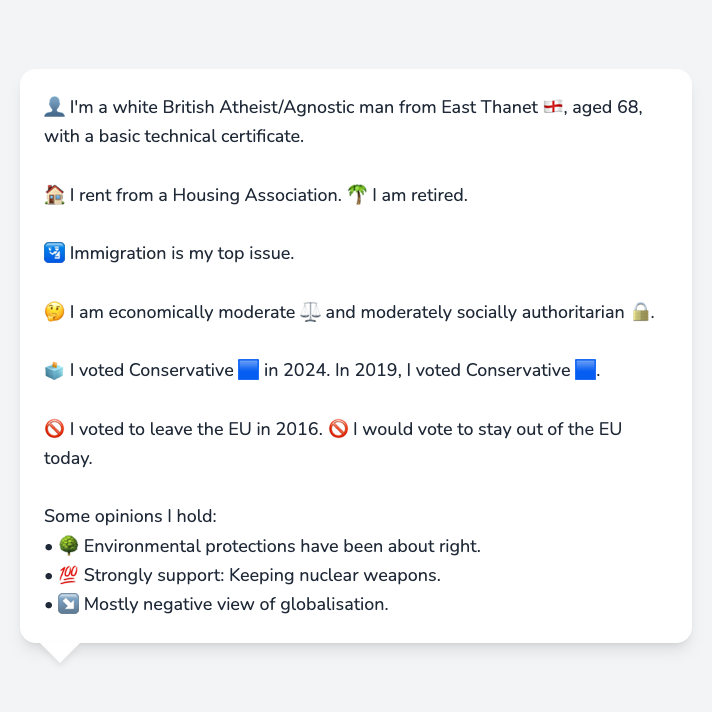 👤 I'm a white British Atheist/Agnostic man from East Thanet 🏴󠁧󠁢󠁥󠁮󠁧󠁿, aged 68,
with a basic technical certificate.
🏠 I rent from a Housing Association. 🌴 I am retired.
🛂 Immigration is my top issue.
🤔 I am economically moderate ⚖️ and moderately socially authoritarian 🔒.
🗳️ I voted Conservative 🟦 in 2024. In 2019, I voted Conservative 🟦.
🚫 I voted to leave the EU in 2016. 🚫 I would vote to stay out of the EU
today.
Some opinions I hold:
• 🌳 Environmental protections have been about right.
• 💯 Strongly support: Keeping nuclear weapons.
• ↘️ Mostly negative view of globalisation.